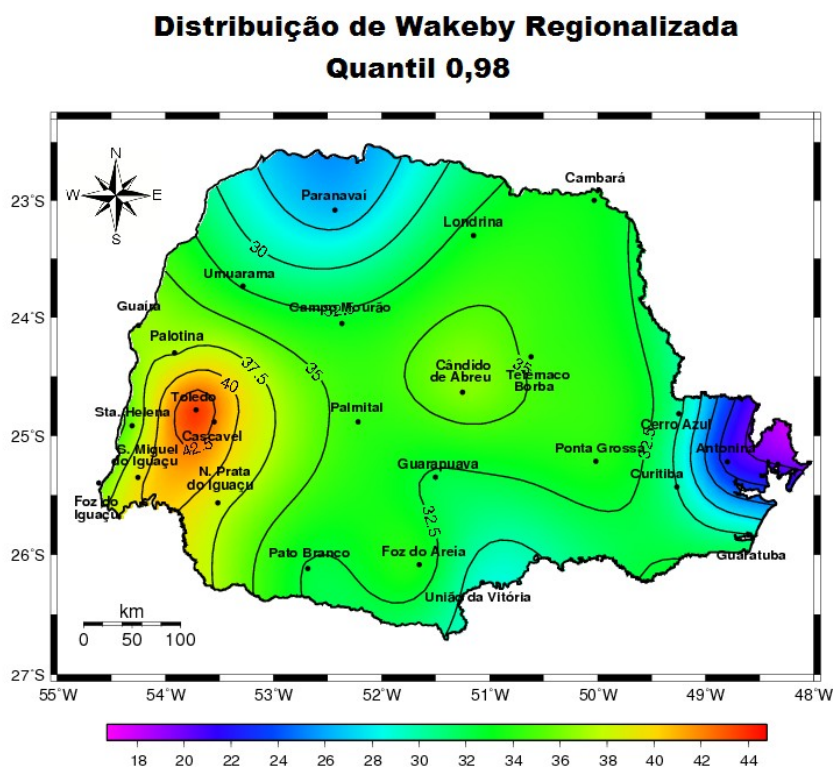 Distribuição de Wakeby Regionalizada
Quantil 0,98
N
W E
S
Cambará
23°S
Paranavaí
Londrina
30
Umuarama
Guaíra
Campo Mourão
32.5
24°S
Palotina
37.5
35
Cândido
de Abreu
35
Telêmaco
Borba
40
Toledo
Sta. Helena
Palmital
Cascavel
42.5
Cerro Azul
25°S
S. Miguel
do Iguaçu
Ponta Grossa
32.5
Antonina
Guarapuava
N. Prata
do Iguaçu
Curitiba
Foz do
Iguaçu
32.5
26°S
Pato Branco
Foz do Areia
Guaratuba
União da Vitória
km
0 50 100
27°S
55°W 54°W 53°W 52°W 51°W 50°W 49°W 48°W
18 20 22 24 26 28 30 32 34 36 38 40 42 44